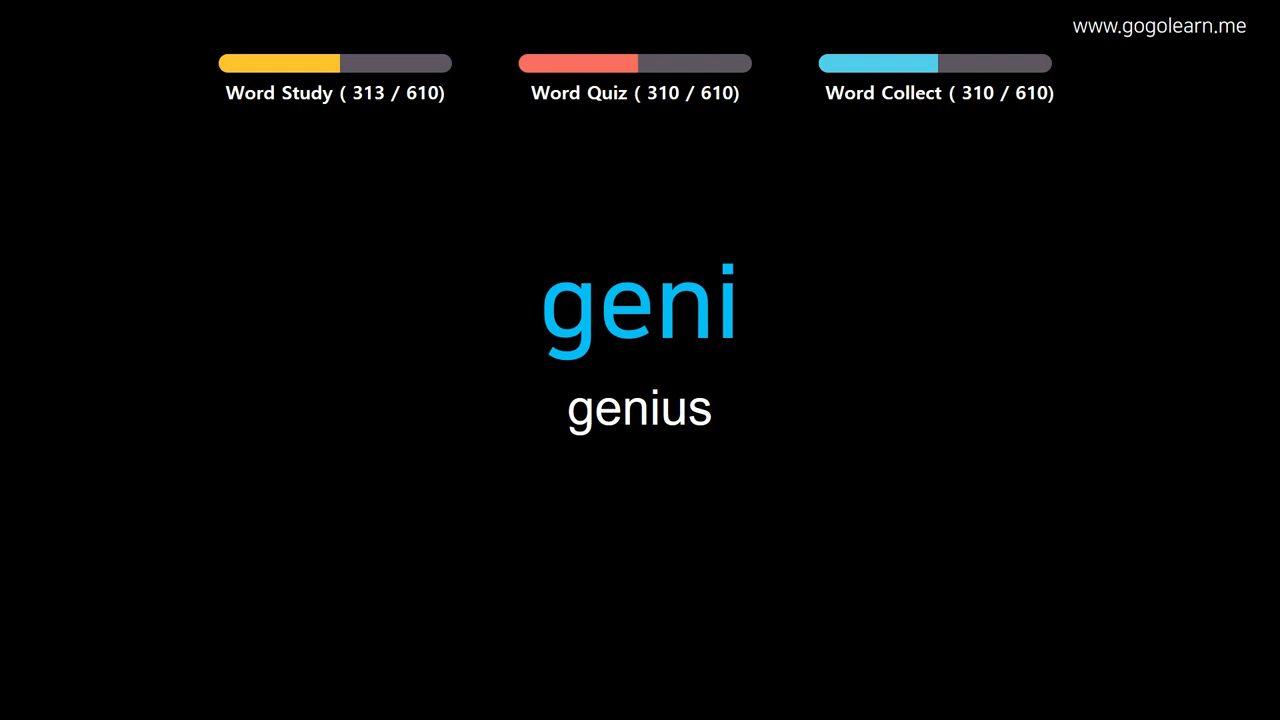 www.gogolearn.me
Word Study ( 313 / 610)
Word Quiz ( 310 / 610)
Word Collect ( 310 / 610)
geni
genius